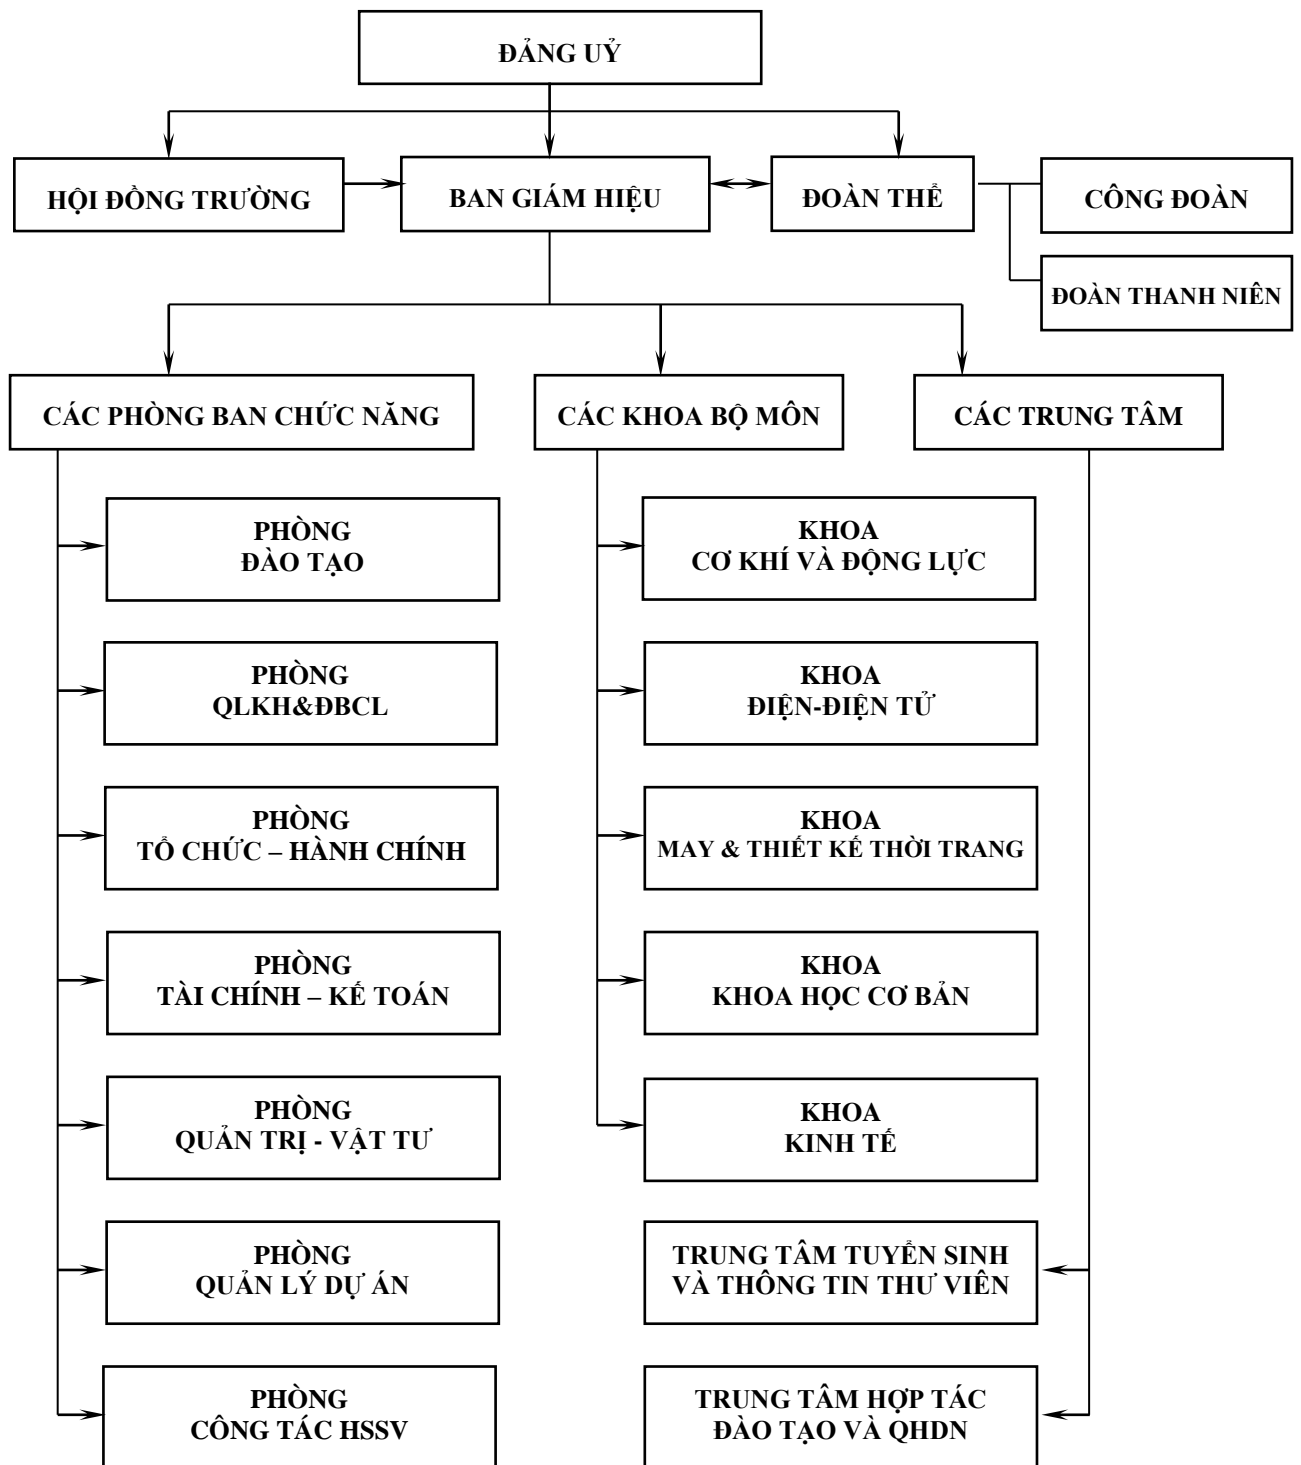 ĐẢNG UỶ
HỘI ĐỒNG TRƯỜNG
BAN GIÁM HIỆU
ĐOÀN THỂ
CÔNG ĐOÀN
ĐOÀN THANH NIÊN
CÁC PHÒNG BAN CHỨC NĂNG
CÁC KHOA BỘ MÔN
CÁC TRUNG TÂM
PHÒNG
ĐÀO TẠO
PHÒNG
QLKH&ĐBCL
PHÒNG
TỔ CHỨC – HÀNH CHÍNH
PHÒNG
TÀI CHÍNH – KẾ TOÁN
PHÒNG
QUẢN TRỊ - VẬT TƯ
PHÒNG
QUẢN LÝ DỰ ÁN
PHÒNG
CÔNG TÁC HSSV
KHOA
CƠ KHÍ VÀ ĐỘNG LỰC
KHOA
ĐIỆN-ĐIỆN TỬ
KHOA
MAY & THIẾT KẾ THỜI TRANG
KHOA
KHOA HỌC CƠ BẢN
KHOA
KINH TẾ
TRUNG TÂM TUYỂN SINH
VÀ THÔNG TIN THƯ VIÊN
TRUNG TÂM HỢP TÁC
ĐÀO TẠO VÀ QHDN